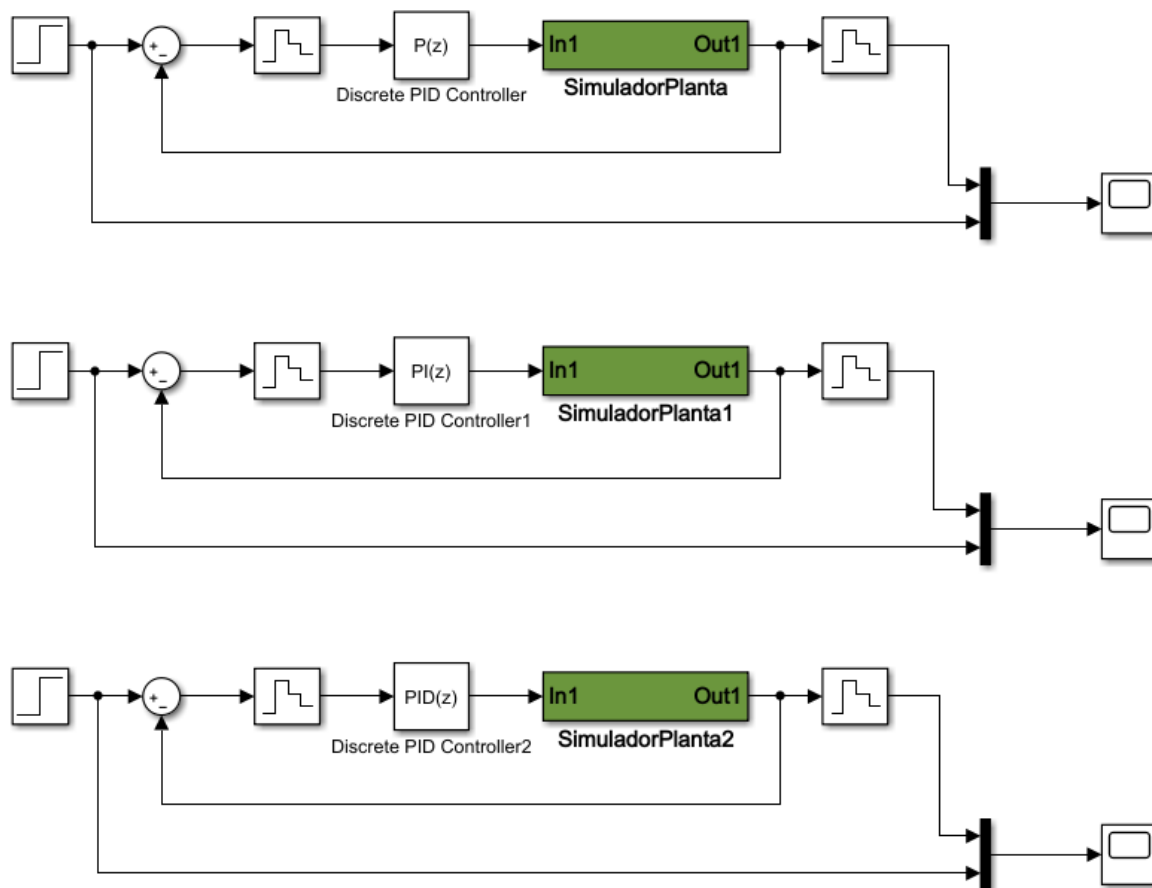 P(z)
In1 Out1
Discrete PID Controller
SimuladorPlanta
PI(z)
In1 Out1
Discrete PID Controller1
SimuladorPlanta1
PID(z)
In1 Out1
Discrete PID Controller2
SimuladorPlanta2